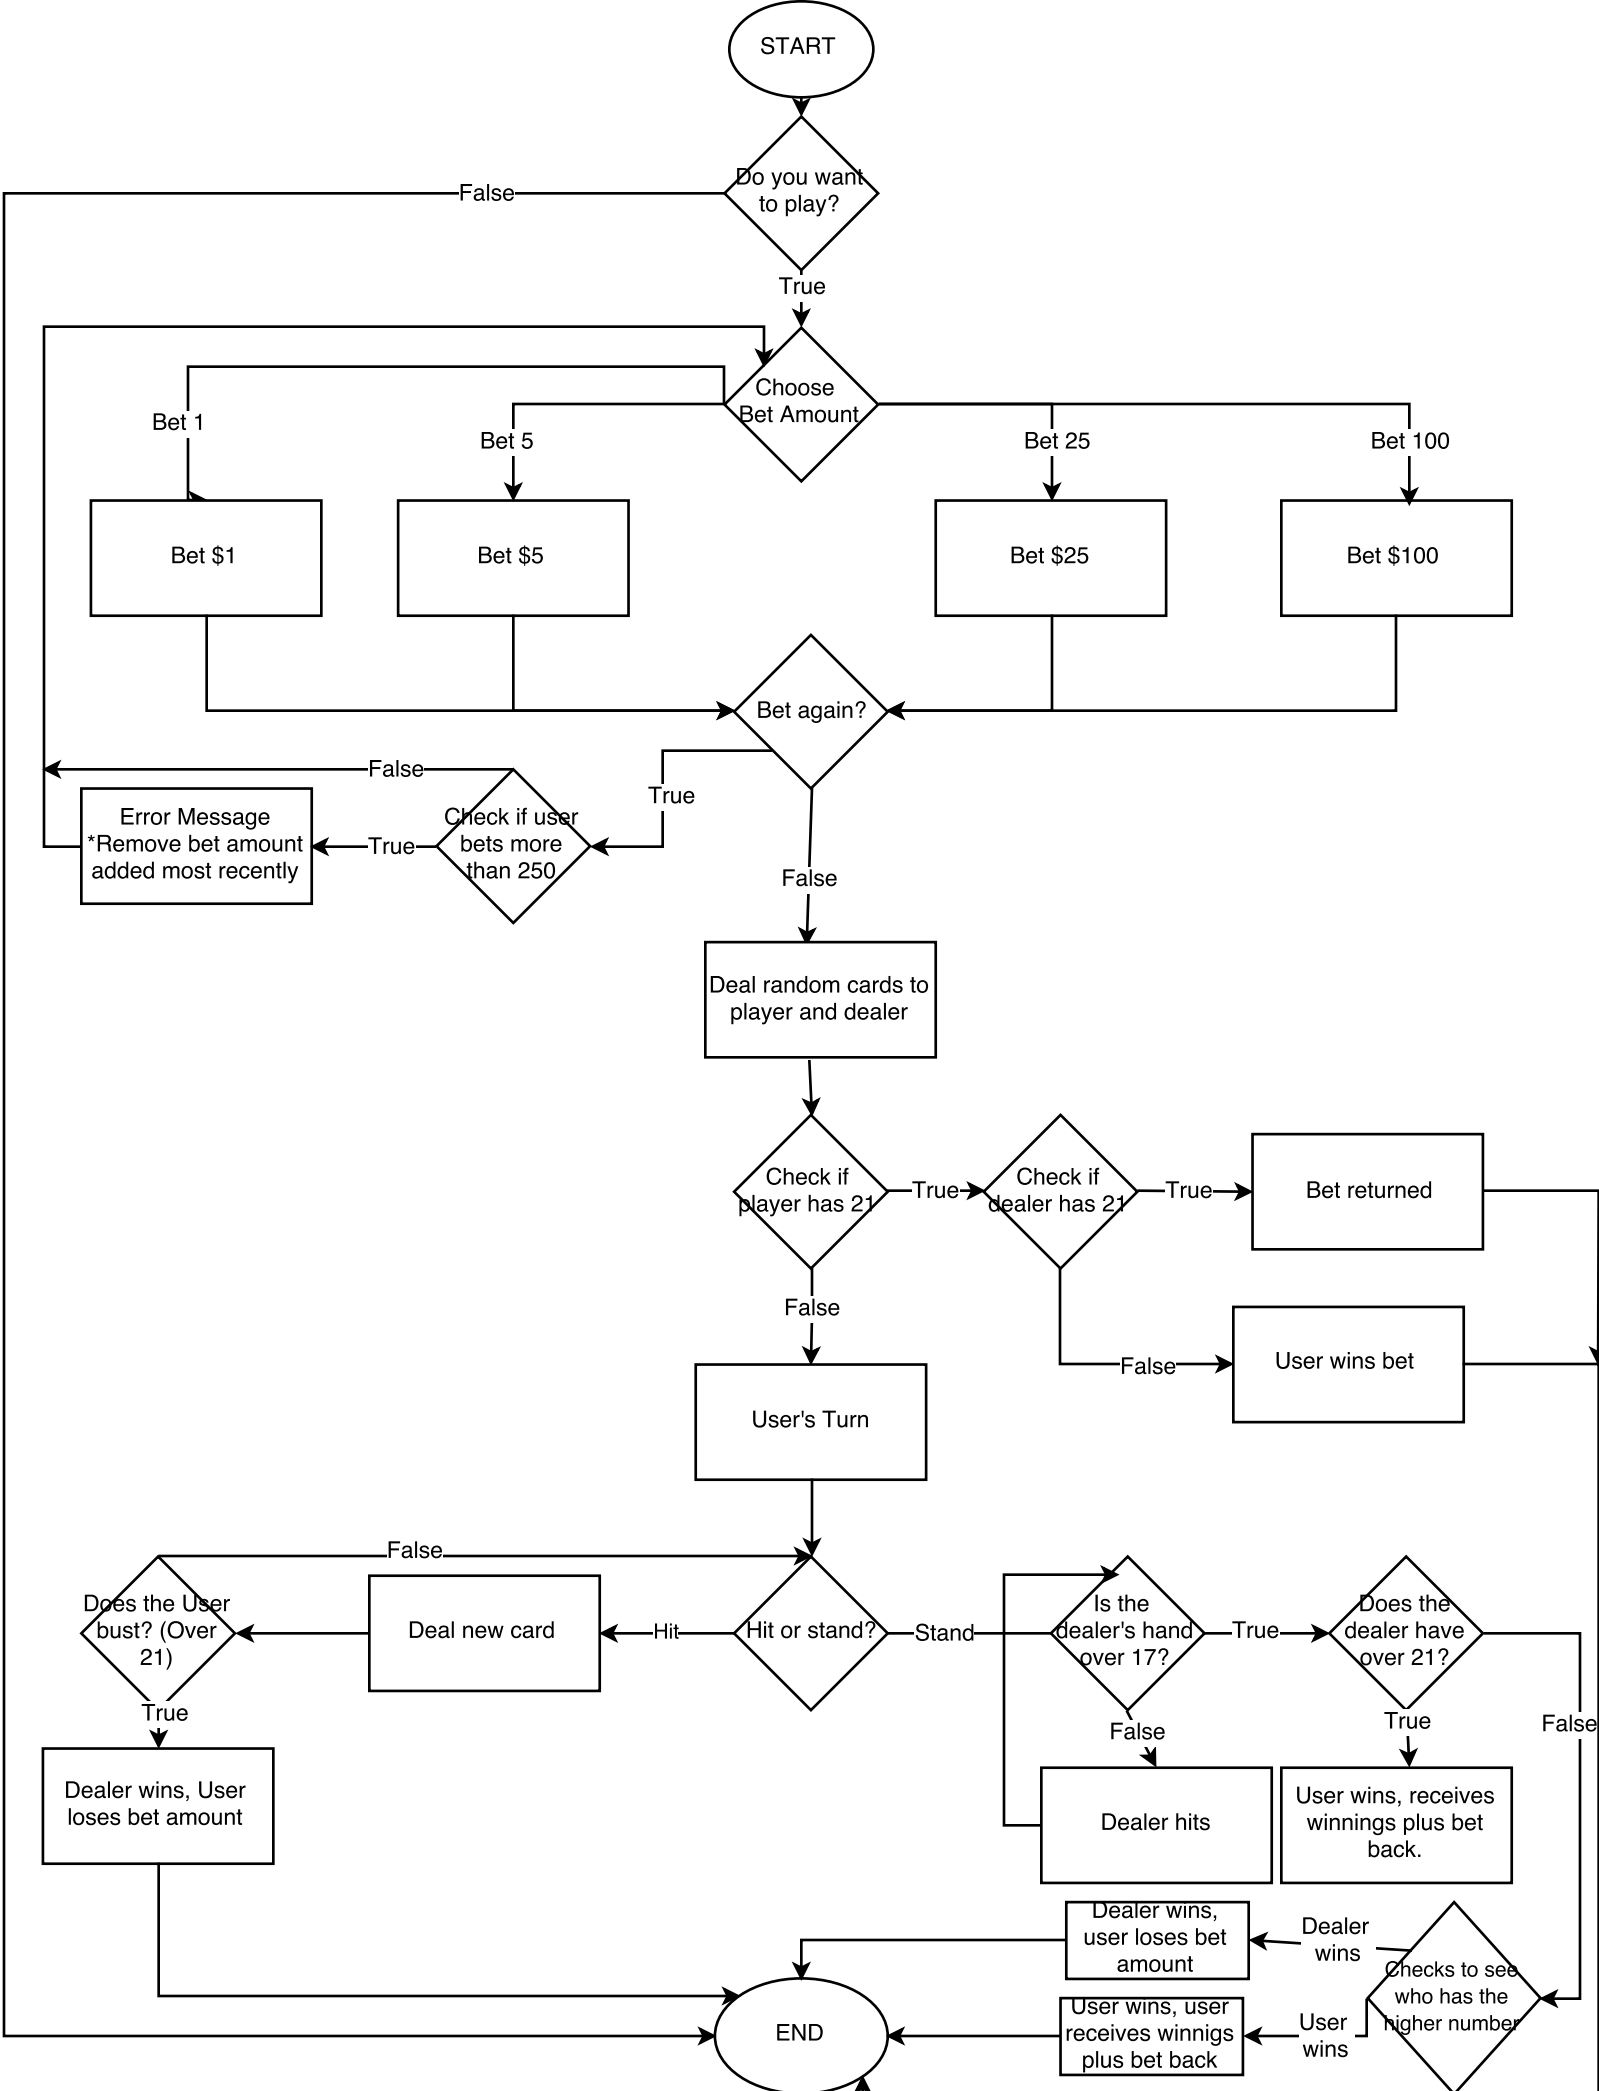 START
Do you want
to play?
False
True
Choose
Bet Amount
Bet 1
Bet 5
Bet 25
Bet 100
Bet $1
Bet $5
Bet $25
Bet $100
Bet again?
False
True
Error Message
*Remove bet amount
added most recently
True
Check if user
bets more
than 250
False
Deal random cards to
player and dealer
Check if
player has 21
True
Check if
dealer has 21
True
Bet returned
False
False
User wins bet
User's Turn
False
Does the User
bust? (Over
21)
Deal new card
Hit
Hit or stand?
Stand
Is the
dealer's hand
over 17?
True
Does the
dealer have
over 21?
True
False
True
False
Dealer wins, User
loses bet amount
Dealer hits
User wins, receives
winnings plus bet
back.
Dealer wins,
user loses bet
amount
Dealer
wins
Checks to see
who has the
higher number
END
User wins, user
receives winnigs
plus bet back
User
wins